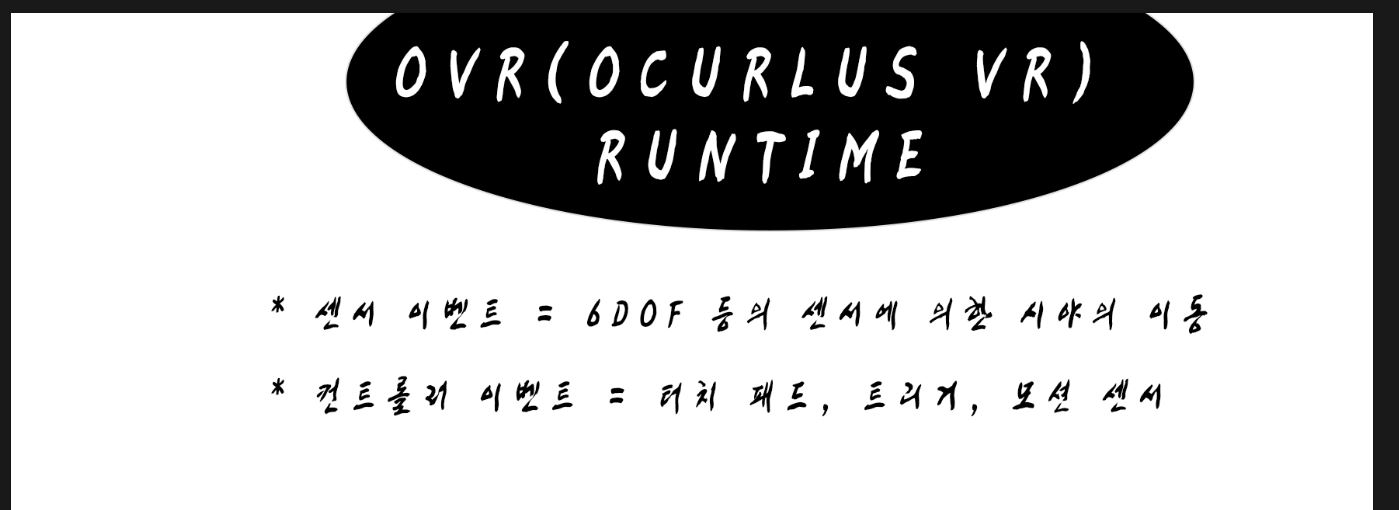 OVR(OCURLUS VR)
RUNTIME
* 센서 이벤트 = 6DOF 등의 센서에 의한 시야의 이동
* 컨트롤러 이벤트 = 터치 패드, 트리거, 모션 센서